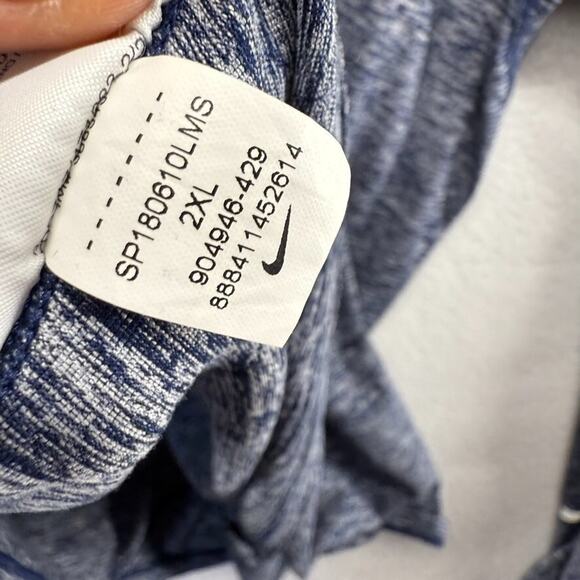 - - - - - - - -
SP180610LMS
2XL
904946-429
888411452614